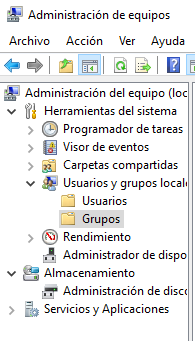 Administración de equipos
Archivo Acción Ver Ayuda
Administración del equipo (loc
Herramientas del sistema
Programador de tareas
Visor de eventos
Carpetas compartidas
Usuarios y grupos locale
Usuarios
Grupos
Rendimiento
Administrador de dispo
Almacenamiento
Administración de disco
Servicios y Aplicaciones